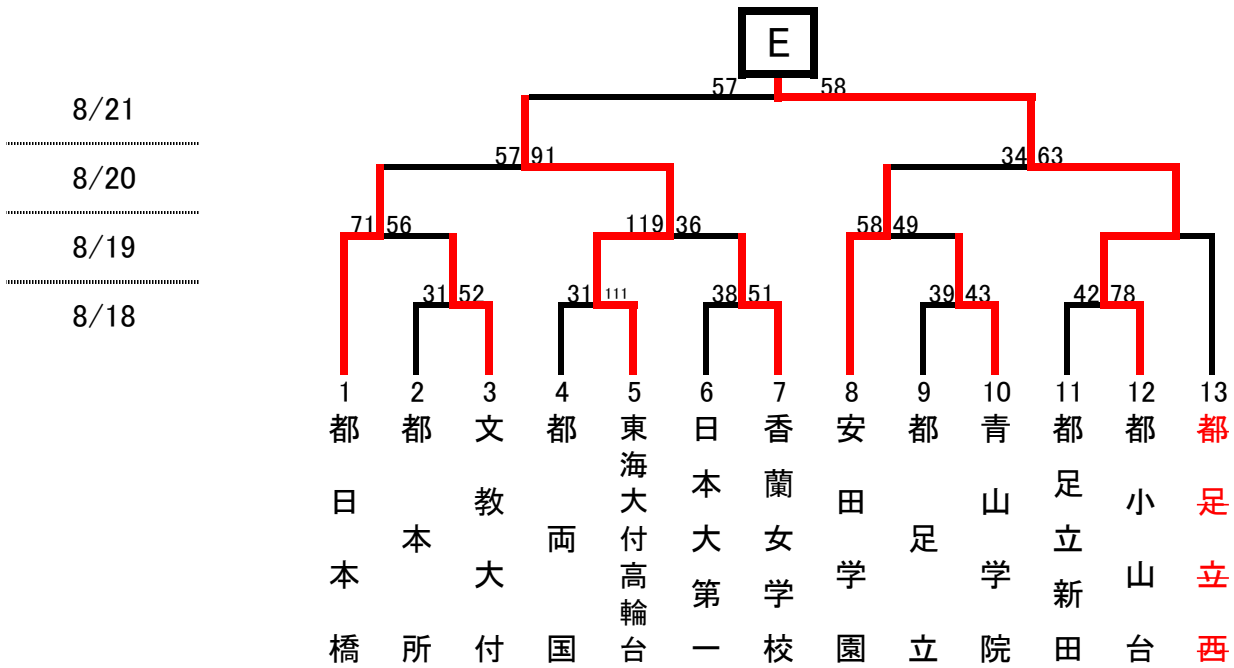 E
57 58
8/21
57 91 34 63
8/20
71 56 119 36 58 49
8/19
31 52 31 111 38 51 39 43 42 78
8/18
1 2 3 4 5 6 7 8 9 10 11 12 13
都日本橋
都本所
文教大付
都両国
東海大付高輪台
日本大第一
香蘭女学校
安田学園
都足立
青山学院
都足立新田
都小山台
都足立西